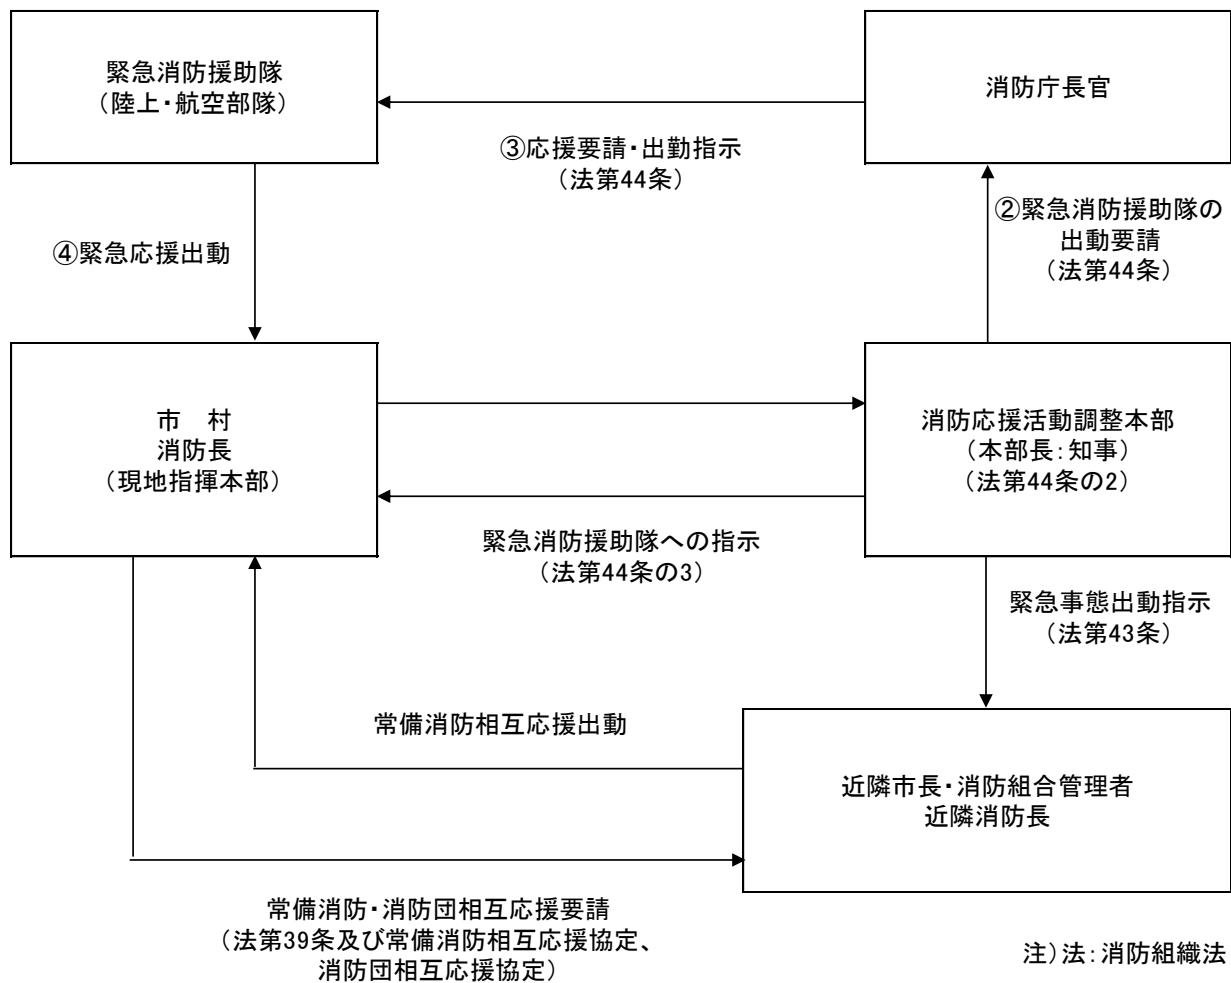 緊急消防援助隊
（陸上・航空部隊）
消防庁長官
③応援要請・出動指示
（法第44条）
②緊急消防援助隊の
出動要請
（法第44条）
④緊急応援出動
市　村
消防長
（現地指揮本部）
消防応援活動調整本部
（本部長：知事）
（法第44条の2）
緊急消防援助隊への指示
（法第44条の3）
緊急事態出動指示
（法第43条）
常備消防相互応援出動
近隣市長・消防組合管理者
近隣消防長
常備消防・消防団相互応援要請
（法第39条及び常備消防相互応援協定、
消防団相互応援協定）
注）法：消防組織法